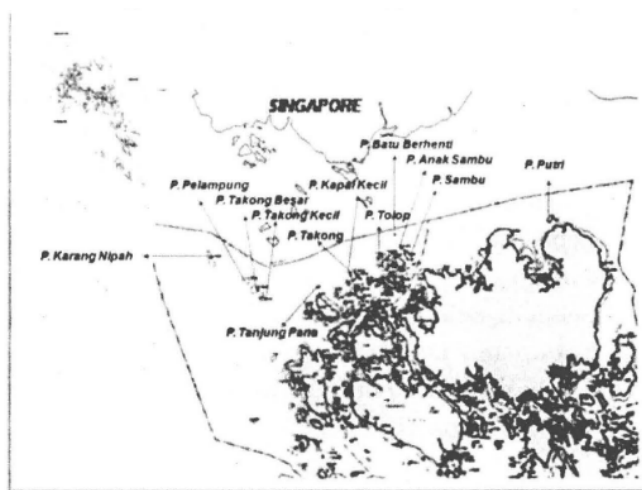 SINGAPORE
P. Batu Berhenti
P. Anak Sambu
P. Putri
P. Pelampung
P. Kapal Kecil
P. Sambu
P. Takong Besar
P. Takong Kecil
P. Tolop
P. Takong
P. Karang Nipah
P. Tanjung Pana